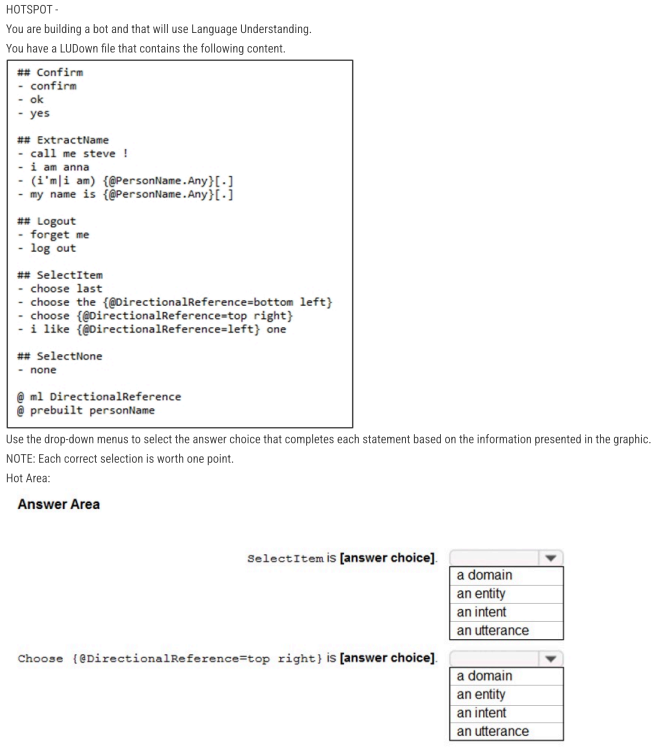 HOTSPOT -
You are building a bot and that will use Language Understanding.
You have a LUDown file that contains the following content.
## Confirm
- confirm
- ok
- yes
## ExtractName
- call me steve !
- i am anna
- (i'm|i am) {@PersonName.Any}[.]
- my name is {@PersonName.Any}[.]
## Logout
- forget me
- log out
## SelectItem
- choose last
- choose the {@DirectionalReference=bottom left}
- choose {@DirectionalReference=top right}
- i like {@DirectionalReference=left} one
## SelectNone
- none
@ ml DirectionalReference
@ prebuilt personName
Use the drop-down menus to select the answer choice that completes each statement based on the information presented in the graphic.
NOTE: Each correct selection is worth one point.
Hot Area:
Answer Area
SelectItem is [answer choice].
a domain
an entity
an intent
an utterance
Choose {@DirectionalReference=top right} is [answer choice].
a domain
an entity
an intent
an utterance